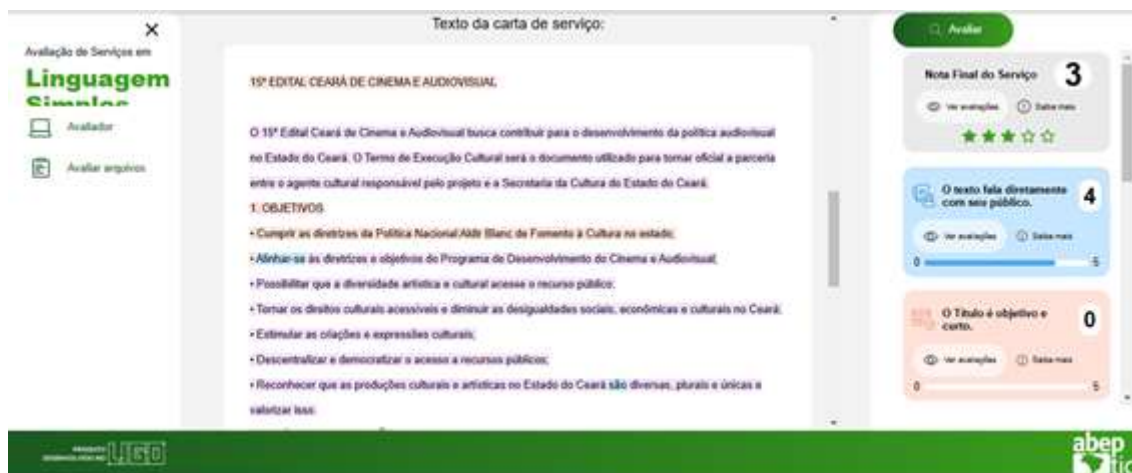 Avaliação de Serviços em
Linguagem
Simples
Avaliador
Avaliar arquivos
Texto da carta de serviço:
15º EDITAL CEARÁ DE CINEMA E AUDIOVISUAL
O 15º Edital Ceará de Cinema e Audiovisual busca contribuir para o desenvolvimento da política audiovisual
no Estado do Ceará. O Termo de Execução Cultural será o documento utilizado para tornar oficial a parceria
entre o agente cultural responsável pelo projeto e a Secretaria da Cultura do Estado do Ceará.
1. OBJETIVOS
• Cumprir as diretrizes da Política Nacional Aldir Blanc de Fomento à Cultura no estado;
• Alinhar-se às diretrizes e objetivos do Programa de Desenvolvimento do Cinema e Audiovisual;
• Possibilitar que a diversidade artística e cultural acesse o recurso público;
• Tornar os direitos culturais acessíveis e diminuir as desigualdades sociais, econômicas e culturais no Ceará;
• Estimular as criações e expressões culturais;
• Descentralizar e democratizar o acesso a recursos públicos;
• Reconhecer que as produções culturais e artísticas no Estado do Ceará são diversas, plurais e únicas e
valorizar isso;
Avaliar
Nota Final do Serviço 3
Ver avaliações Saiba mais
O texto fala diretamente
com seu público. 4
Ver avaliações Saiba mais
0 5
O Título é objetivo e
curto. 0
Ver avaliações Saiba mais
0 5
PRODUTO
abep
tic